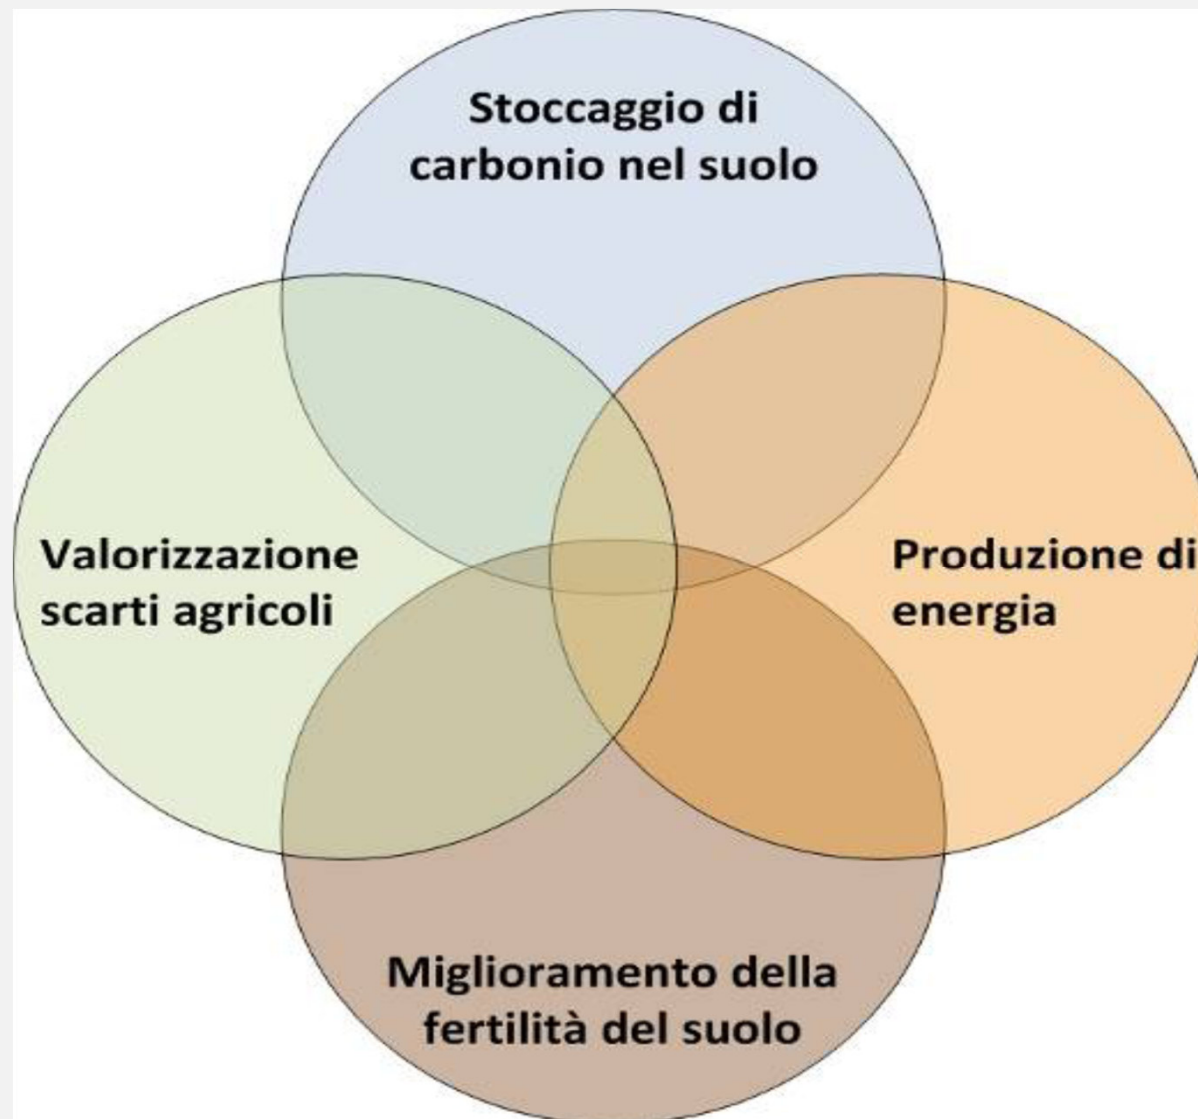 Stoccaggio di
carbonio nel suolo
Valorizzazione
scarti agricoli
Produzione di
energia
Miglioramento della
fertilità del suolo